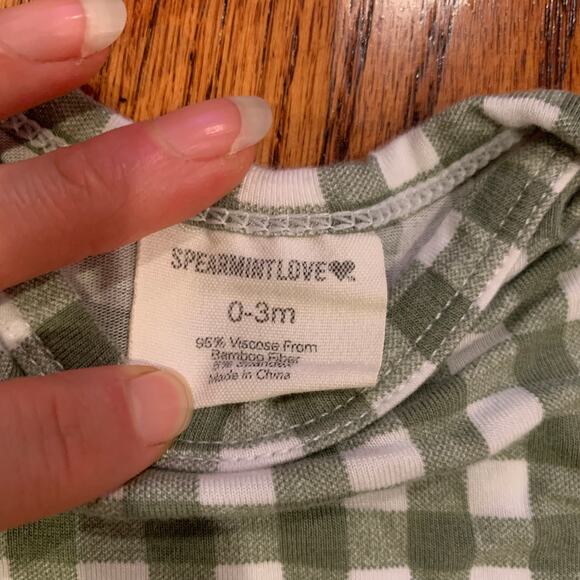 SPEARMINTLOVE
0-3m
95% Viscose From
Bamboo Fiber
5% Spandex
Made in China